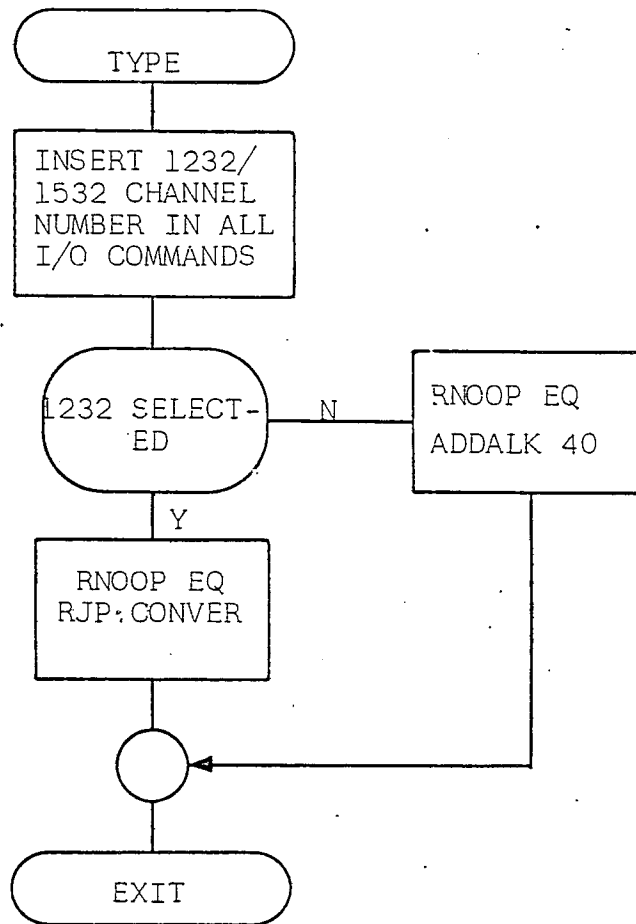 TYPE
INSERT 1232/
1532 CHANNEL
NUMBER IN ALL
I/O COMMANDS
1232 SELECT-
ED
N
RNOOP EQ
ADDALK 40
Y
RNOOP EQ
RJP:CONVER
EXIT